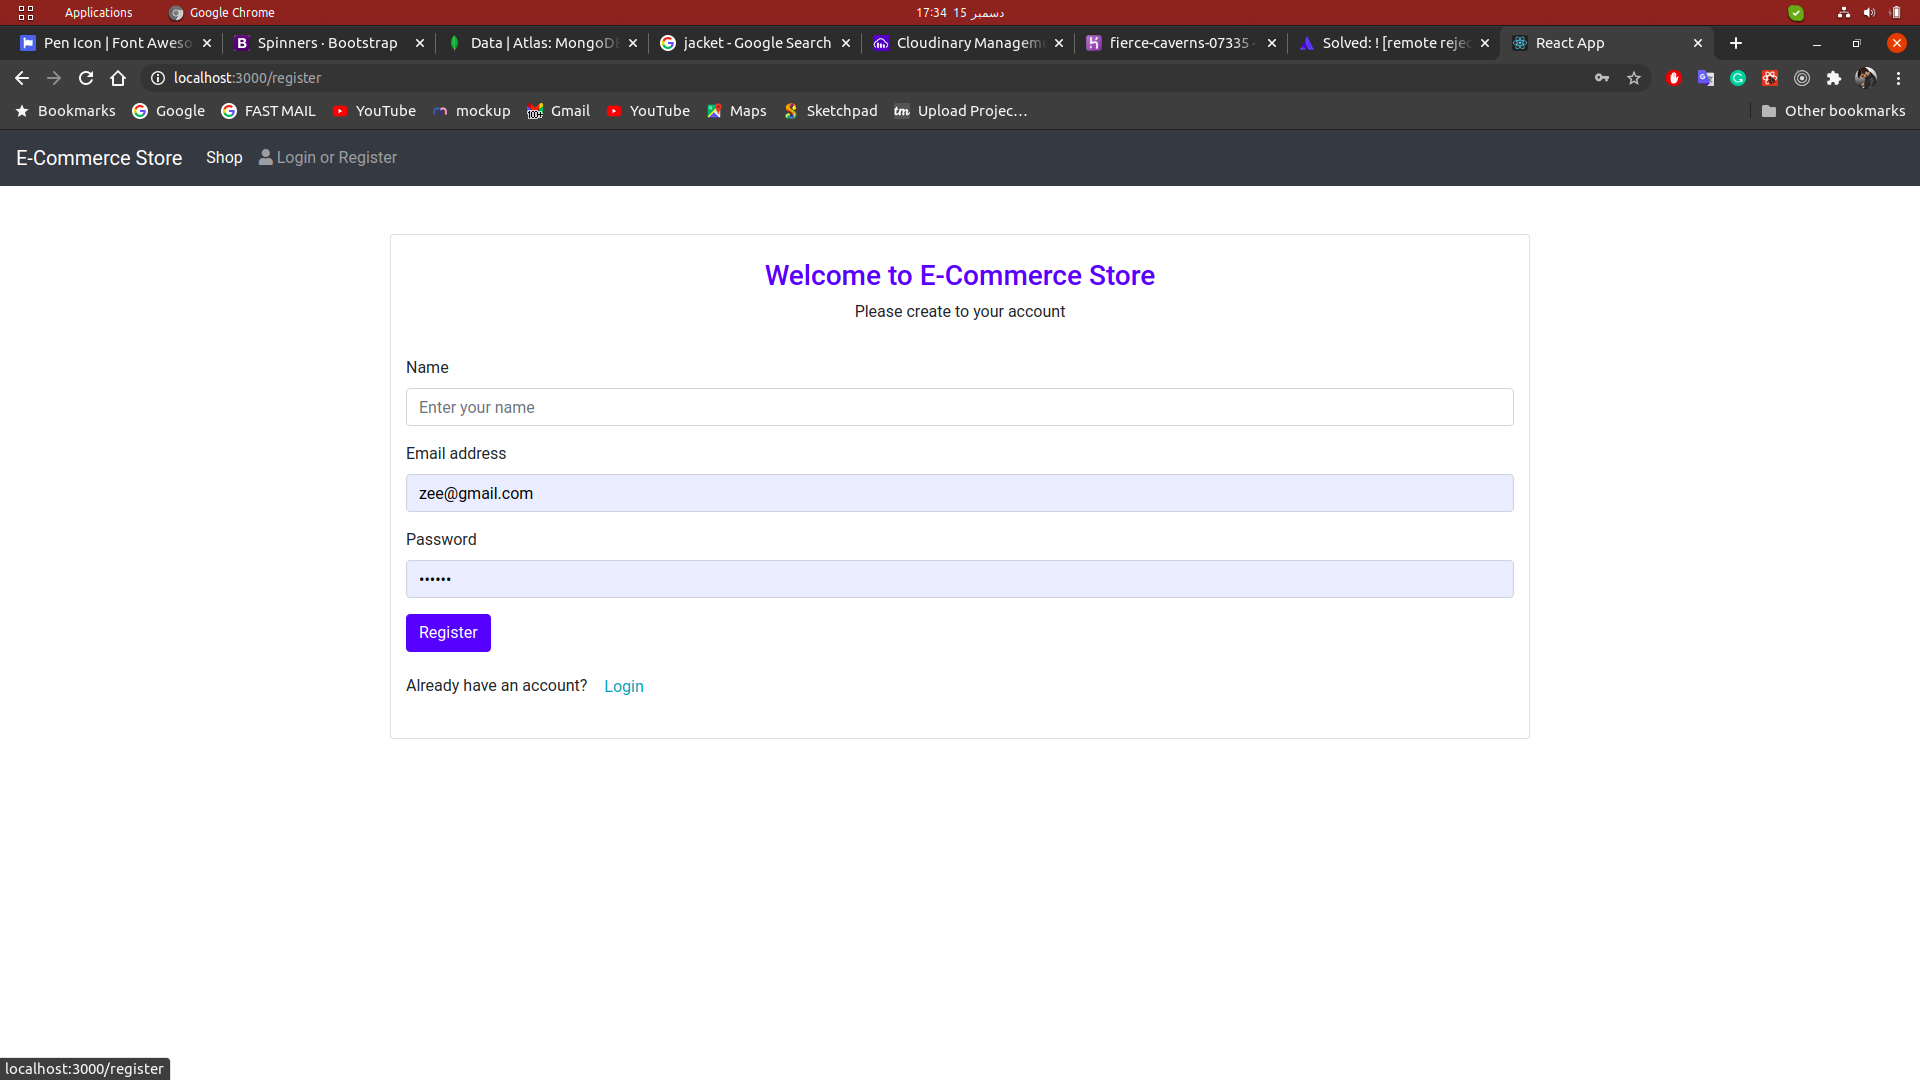 Applications Google Chrome 17:34 15 دسمبر
Pen Icon | Font Aweso Spinners · Bootstrap Data | Atlas: MongoDB jacket - Google Search Cloudinary Managem fierce-caverns-07335 · Solved: ! [remote rejec React App
localhost:3000/register
Bookmarks Google FAST MAIL YouTube mockup 100+ Gmail YouTube Maps Sketchpad tm Upload Projec… Other bookmarks
E-Commerce Store Shop Login or Register
Welcome to E-Commerce Store
Please create to your account
Name
Enter your name
Email address
zee@gmail.com
Password
••••••
Register
Already have an account? Login
localhost:3000/register